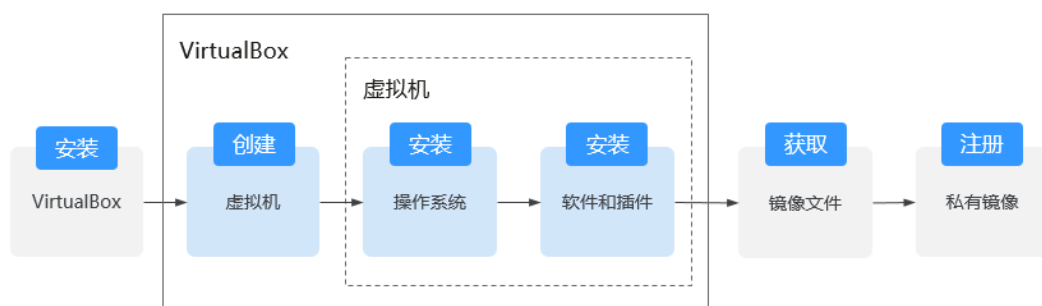 VirtualBox
虚拟机
安装
创建
安装
安装
获取
注册
VirtualBox
虚拟机
操作系统
软件和插件
镜像文件
私有镜像